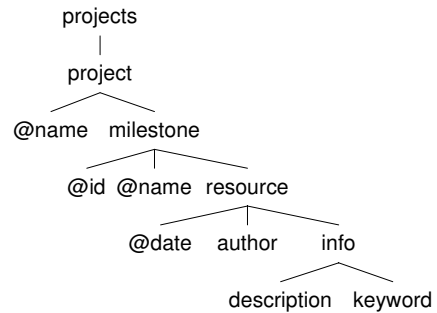 projects
project
@name milestone
@id @name resource
@date author info
description keyword